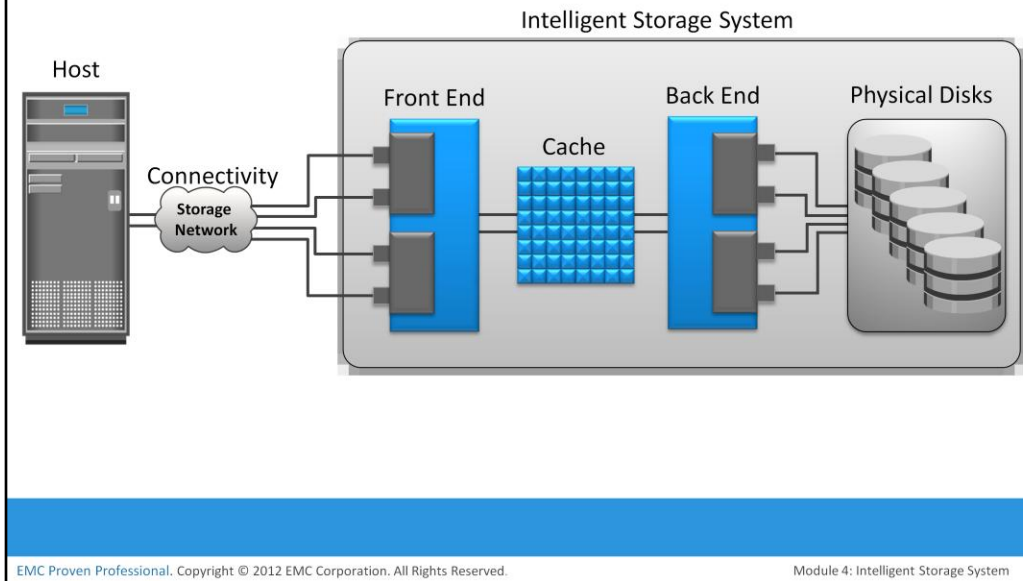 Intelligent Storage System
Host
Front End
Back End
Physical Disks
Cache
Connectivity
Storage
Network
EMC Proven Professional. Copyright © 2012 EMC Corporation. All Rights Reserved.
Module 4: Intelligent Storage System